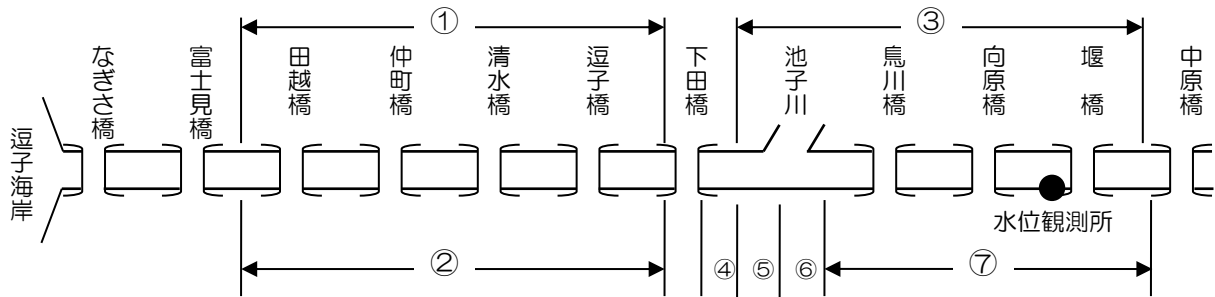 ①
③
なぎさ橋
富士見橋
田越橋
仲町橋
清水橋
逗子橋
下田橋
池子川
烏川橋
向原橋
堰橋
中原橋
逗子海岸
水位観測所
②
④
⑤
⑥
⑦